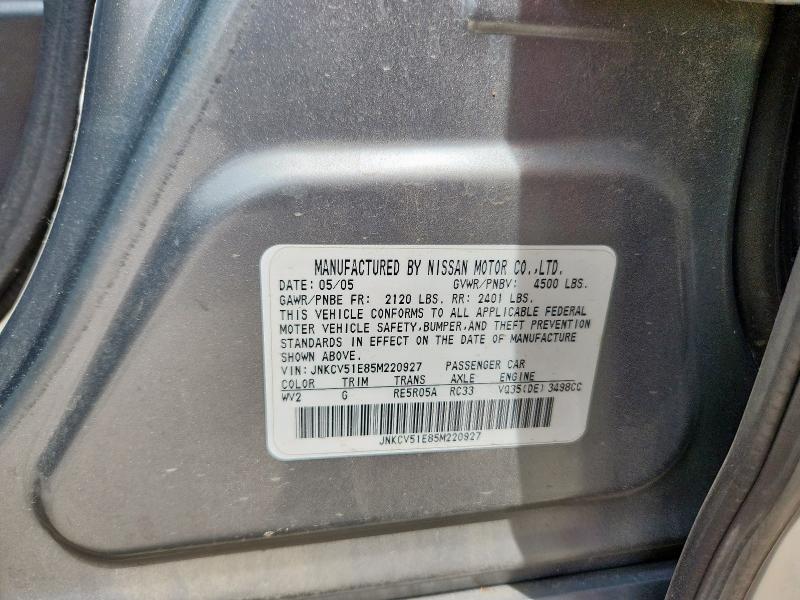 MANUFACTURED BY NISSAN MOTOR CO.,LTD.
DATE: 05/05 GVWR/PNBV: 4500 LBS.
GAWR/PNBE FR: 2120 LBS. RR: 2401 LBS.
THIS VEHICLE CONFORMS TO ALL APPLICABLE FEDERAL
MOTER VEHICLE SAFETY,BUMPER,AND THEFT PREVENTION
STANDARDS IN EFFECT ON THE DATE OF MANUFACTURE
SHOWN ABOVE.
VIN: JNKCV51E85M220927 PASSENGER CAR
COLOR TRIM TRANS AXLE ENGINE
WV2 G RE5R05A RC33 VQ35(DE) 3498CC
JNKCV51E85M220927